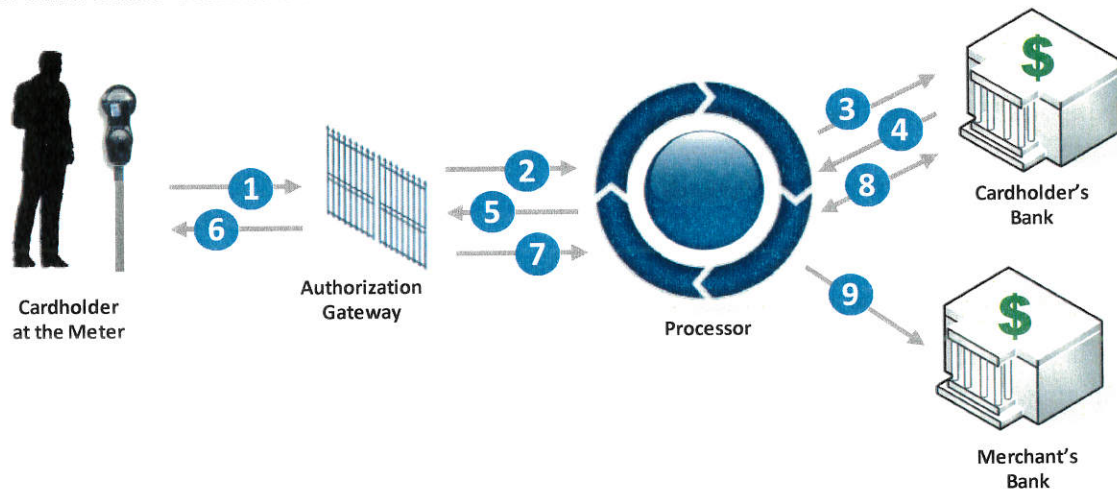 1
2
3
4
5
6
7
8
9
$
$
Cardholder
at the Meter
Authorization
Gateway
Processor
Cardholder's
Bank
Merchant's
Bank